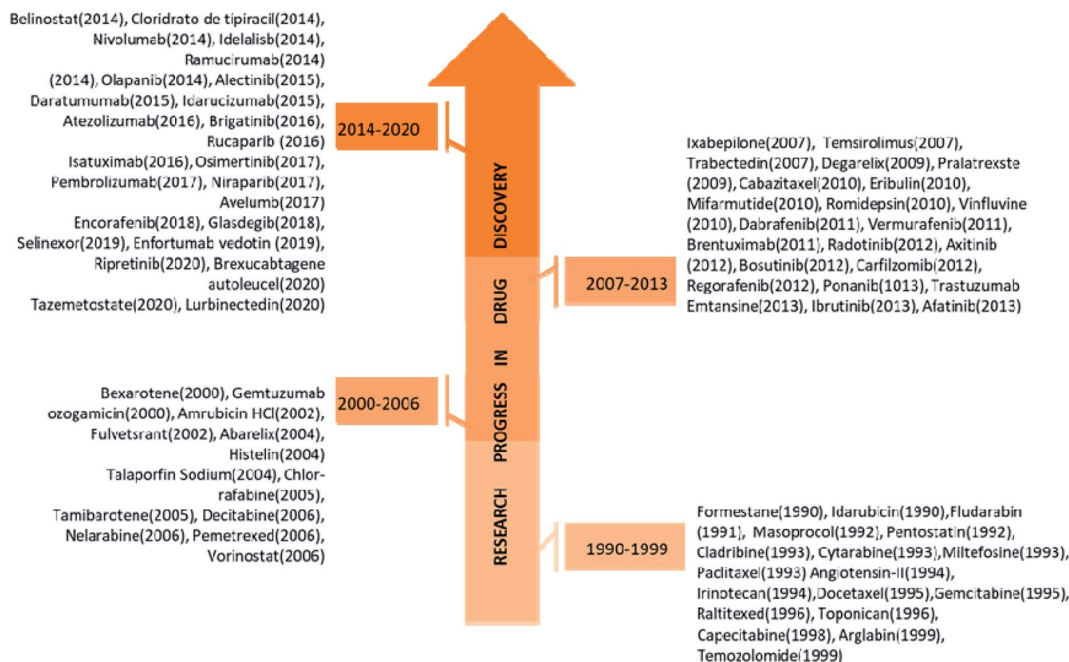 Belinostat(2014), Cloridrato de tipiracil(2014),
Nivolumab(2014), Idelalisb(2014),
Ramucirumab(2014)
(2014), Olapanib(2014), Alectinib(2015),
Daratumumab(2015), Idarucizumab(2015),
Atezolizumab(2016), Brigatinib(2016),
Rucaparib (2016)
Isatuximab(2016), Osimertinib(2017),
Pembrolizumab(2017), Niraparib(2017),
Avelumb(2017)
Encorafenib(2018), Glasdegib(2018),
Selinexor(2019), Enfortumab vedotin (2019),
Ripretinib(2020), Brexucabtagene
autoleucel(2020)
Tazemetostate(2020), Lurbinectedin(2020)
2014-2020
Ixabepilone(2007), Temsirolimus(2007),
Trabectedin(2007), Degarelix(2009), Pralatrexste
(2009), Cabazitaxel(2010), Eribulin(2010),
Mifarmutide(2010), Romidepsin(2010), Vinfluvine
(2010), Dabrafenib(2011), Vermurafenib(2011),
Brentuximab(2011), Radotinib(2012), Axitinib
(2012), Bosutinib(2012), Carfilzomib(2012),
Regorafenib(2012), Ponanib(1013), Trastuzumab
Emtansine(2013), Ibrutinib(2013), Afatinib(2013)
2007-2013
Bexarotene(2000), Gemtuzumab
ozogamicin(2000), Amrubicin HCl(2002),
Fulvetsrant(2002), Abarelix(2004),
Histelin(2004)
Talaporfin Sodium(2004), Chlor-
rafabine(2005),
Tamibarotene(2005), Decitabine(2006),
Nelarabine(2006), Pemetrexed(2006),
Vorinostat(2006)
2000-2006
Formestane(1990), Idarubicin(1990),Fludarabin
(1991), Masoprocol(1992), Pentostatin(1992),
Cladribine(1993), Cytarabine(1993),Miltefosine(1993),
Paclitaxel(1993) Angiotensin-II(1994),
Irinotecan(1994),Docetaxel(1995),Gemcitabine(1995),
Raltitexed(1996), Toponican(1996),
Capecitabine(1998), Arglabin(1999),
Temozolomide(1999)
1990-1999
RESEARCH PROGRESS IN DRUG DISCOVERY